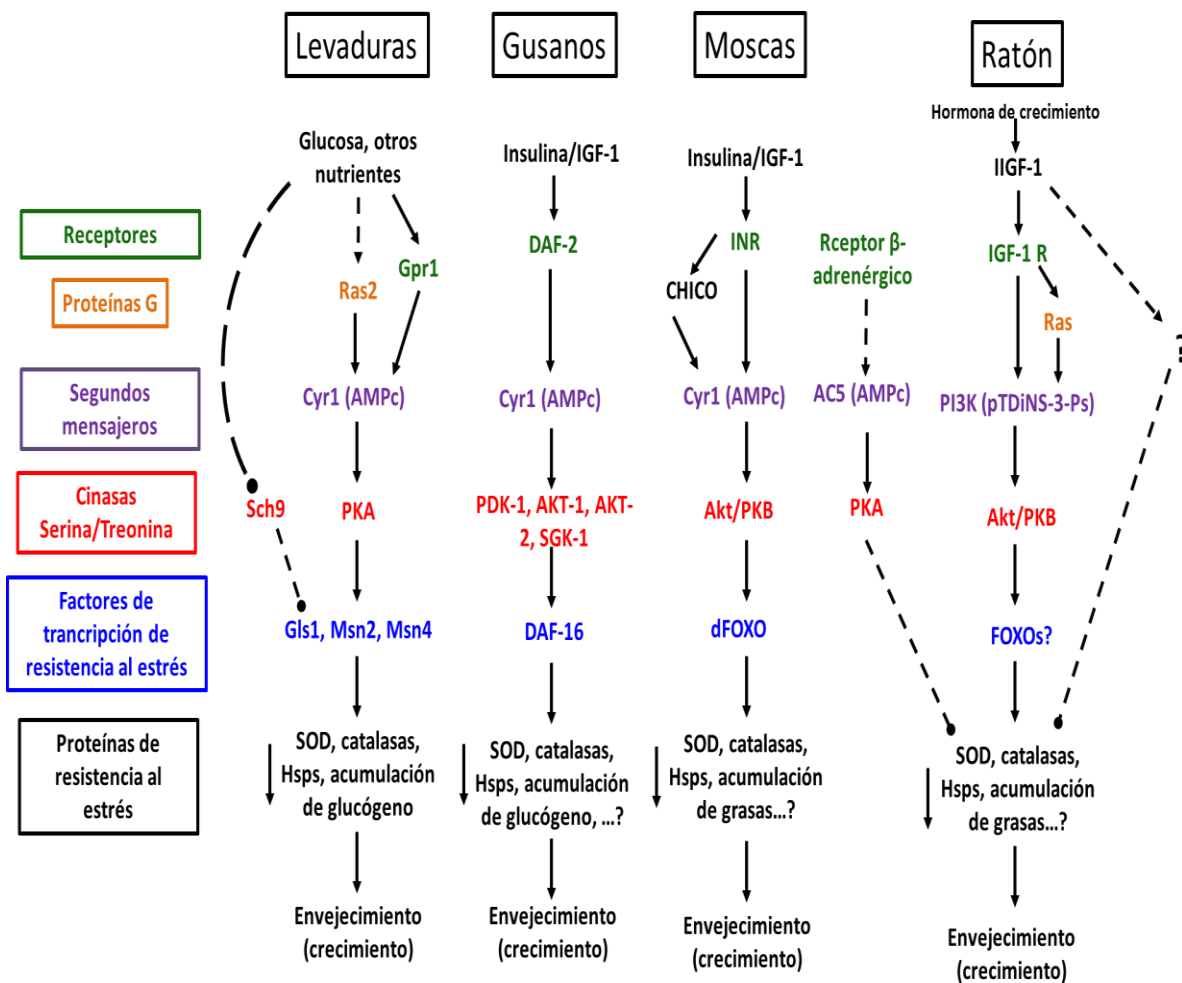 Levaduras
Gusanos
Moscas
Ratón
Hormona de crecimiento
Glucosa, otros
nutrientes
Insulina/IGF-1
Insulina/IGF-1
IIGF-1
Receptores
Gpr1
DAF-2
INR
Rceptor β-
adrenérgico
IGF-1 R
Proteínas G
Ras2
CHICO
Ras
?
Segundos
mensajeros
Cyr1 (AMPc)
Cyr1 (AMPc)
Cyr1 (AMPc)
AC5 (AMPc)
PI3K (pTDiNS-3-Ps)
Cinasas
Serina/Treonina
Sch9
PKA
PDK-1, AKT-1, AKT-
2, SGK-1
Akt/PKB
PKA
Akt/PKB
Factores de
trancripción de
resistencia al estrés
Gls1, Msn2, Msn4
DAF-16
dFOXO
FOXOs?
Proteínas de
resistencia al
estrés
SOD, catalasas,
Hsps, acumulación
de glucógeno
SOD, catalasas,
Hsps, acumulación
de glucógeno, ...?
SOD, catalasas,
Hsps, acumulación
de grasas...?
SOD, catalasas,
Hsps, acumulación
de grasas...?
Envejecimiento
(crecimiento)
Envejecimiento
(crecimiento)
Envejecimiento
(crecimiento)
Envejecimiento
(crecimiento)